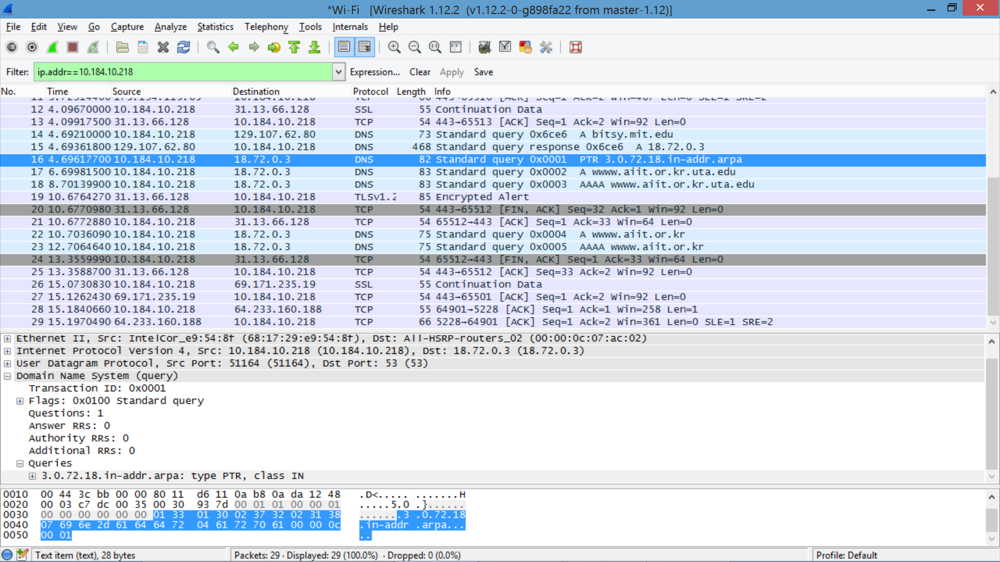 *Wi-Fi [Wireshark 1.12.2 (v1.12.2-0-g898fa22 from master-1.12)]
File Edit View Go Capture Analyze Statistics Telephony Tools Internals Help
Filter: ip.addr==10.184.10.218 Expression... Clear Apply Save
No. Time Source Destination Protocol Length Info
12 4.09670000 10.184.10.218 31.13.66.128 SSL 55 Continuation Data
13 4.09917500 31.13.66.128 10.184.10.218 TCP 54 443→65513 [ACK] Seq=1 Ack=2 Win=92 Len=0
14 4.69210000 10.184.10.218 129.107.62.80 DNS 73 Standard query 0x6ce6 A bitsy.mit.edu
15 4.69361800 129.107.62.80 10.184.10.218 DNS 468 Standard query response 0x6ce6 A 18.72.0.3
16 4.69617700 10.184.10.218 18.72.0.3 DNS 82 Standard query 0x0001 PTR 3.0.72.18.in-addr.arpa
17 6.69981500 10.184.10.218 18.72.0.3 DNS 83 Standard query 0x0002 A wwww.aiit.or.kr.uta.edu
18 8.70139900 10.184.10.218 18.72.0.3 DNS 83 Standard query 0x0003 AAAA wwww.aiit.or.kr.uta.edu
19 10.6764270 31.13.66.128 10.184.10.218 TLSv1.2 85 Encrypted Alert
20 10.6770980 31.13.66.128 10.184.10.218 TCP 54 443→65512 [FIN, ACK] Seq=32 Ack=1 Win=92 Len=0
21 10.6772880 10.184.10.218 31.13.66.128 TCP 54 65512→443 [ACK] Seq=1 Ack=33 Win=64 Len=0
22 10.7036090 10.184.10.218 18.72.0.3 DNS 75 Standard query 0x0004 A wwww.aiit.or.kr
23 12.7064640 10.184.10.218 18.72.0.3 DNS 75 Standard query 0x0005 AAAA wwww.aiit.or.kr
24 13.3559990 10.184.10.218 31.13.66.128 TCP 54 65512→443 [FIN, ACK] Seq=1 Ack=33 Win=64 Len=0
25 13.3588700 31.13.66.128 10.184.10.218 TCP 54 443→65512 [ACK] Seq=33 Ack=2 Win=92 Len=0
26 15.0730830 10.184.10.218 69.171.235.19 SSL 55 Continuation Data
27 15.1262430 69.171.235.19 10.184.10.218 TCP 54 443→65501 [ACK] Seq=1 Ack=2 Win=92 Len=0
28 15.1840660 10.184.10.218 64.233.160.188 TCP 55 64901→5228 [ACK] Seq=1 Ack=1 Win=258 Len=1
29 15.1970490 64.233.160.188 10.184.10.218 TCP 66 5228→64901 [ACK] Seq=1 Ack=2 Win=361 Len=0 SLE=1 SRE=2
Ethernet II, Src: IntelCor_e9:54:8f (68:17:29:e9:54:8f), Dst: All-HSRP-routers_02 (00:00:0c:07:ac:02)
Internet Protocol Version 4, Src: 10.184.10.218 (10.184.10.218), Dst: 18.72.0.3 (18.72.0.3)
User Datagram Protocol, Src Port: 51164 (51164), Dst Port: 53 (53)
Domain Name System (query)
Transaction ID: 0x0001
Flags: 0x0100 Standard query
Questions: 1
Answer RRs: 0
Authority RRs: 0
Additional RRs: 0
Queries
3.0.72.18.in-addr.arpa: type PTR, class IN
0010 00 44 3c bb 00 00 80 11 d6 11 0a b8 0a da 12 48 .D<..... .......H
0020 00 03 c7 dc 00 35 00 30 93 7d 00 01 01 00 00 01 .....5.0 .}......
0030 00 00 00 00 00 00 01 33 01 30 02 37 32 02 31 38 .......3 .0.72.18
0040 07 69 6e 2d 61 64 64 72 04 61 72 70 61 00 00 0c .in-addr .arpa...
0050 00 01 ..
Text item (text), 28 bytes Packets: 29 · Displayed: 29 (100.0%) · Dropped: 0 (0.0%) Profile: Default